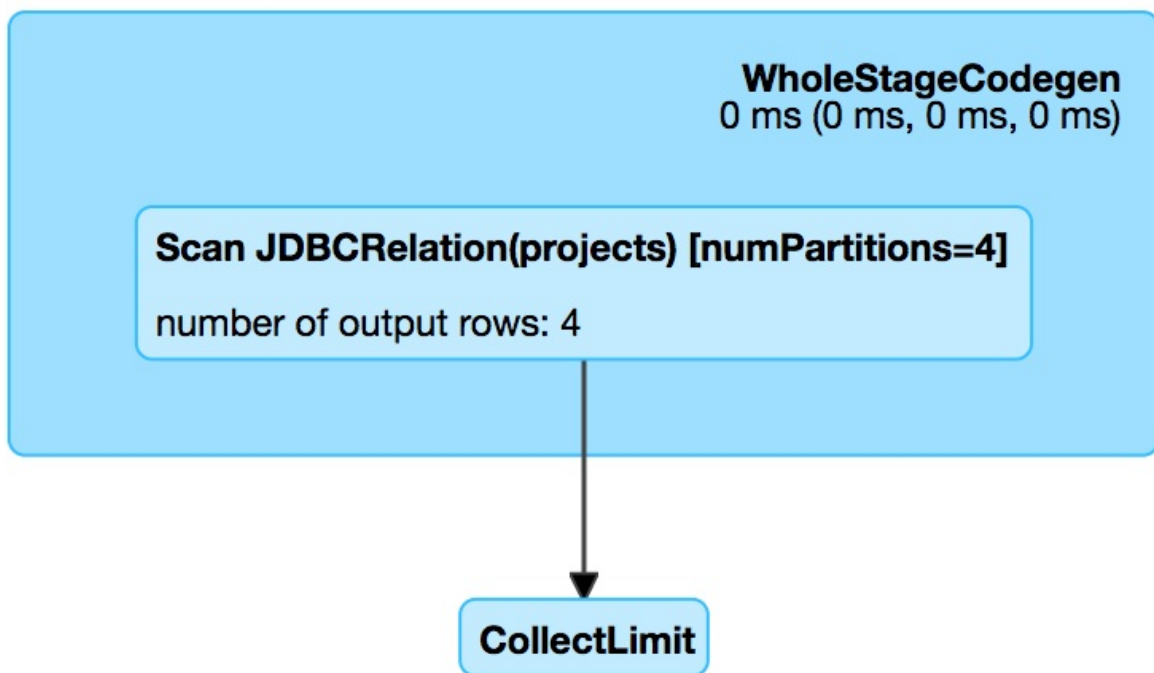 WholeStageCodegen
0 ms (0 ms, 0 ms, 0 ms)
Scan JDBCRelation(projects) [numPartitions=4]
number of output rows: 4
CollectLimit